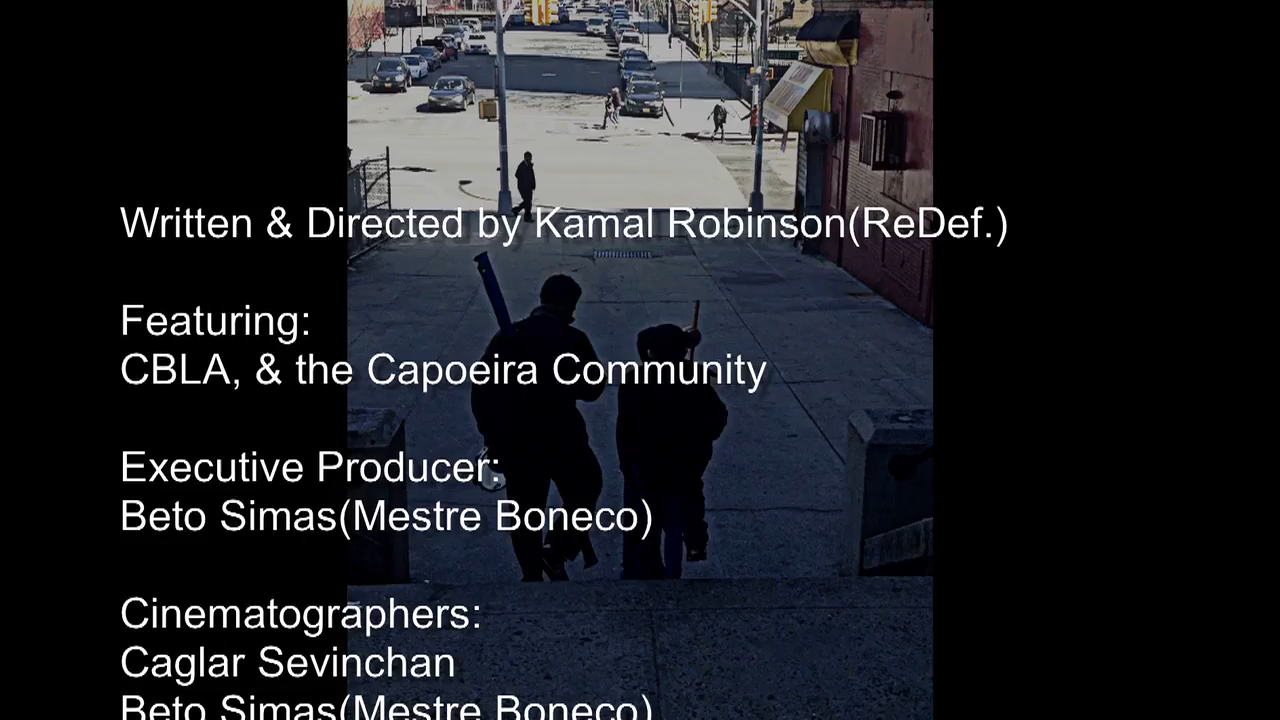 Written & Directed by Kamal Robinson(ReDef.)
Featuring:
CBLA, & the Capoeira Community
Executive Producer:
Beto Simas(Mestre Boneco)
Cinematographers:
Caglar Sevinchan
Beto Simas(Mestre Boneco)